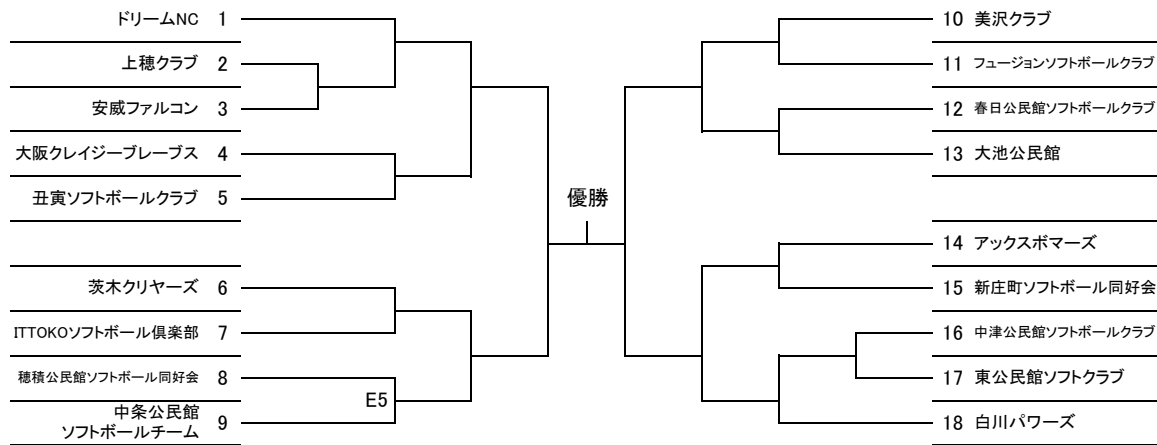 ドリームNC 1
上穂クラブ 2
安威ファルコン 3
大阪クレイジーブレーブス 4
丑寅ソフトボールクラブ 5
茨木クリヤーズ 6
ITTOKOソフトボール倶楽部 7
穂積公民館ソフトボール同好会 8
中条公民館
ソフトボールチーム 9
E5
優勝
10 美沢クラブ
11 フュージョンソフトボールクラブ
12 春日公民館ソフトボールクラブ
13 大池公民館
14 アックスボマーズ
15 新庄町ソフトボール同好会
16 中津公民館ソフトボールクラブ
17 東公民館ソフトクラブ
18 白川パワーズ